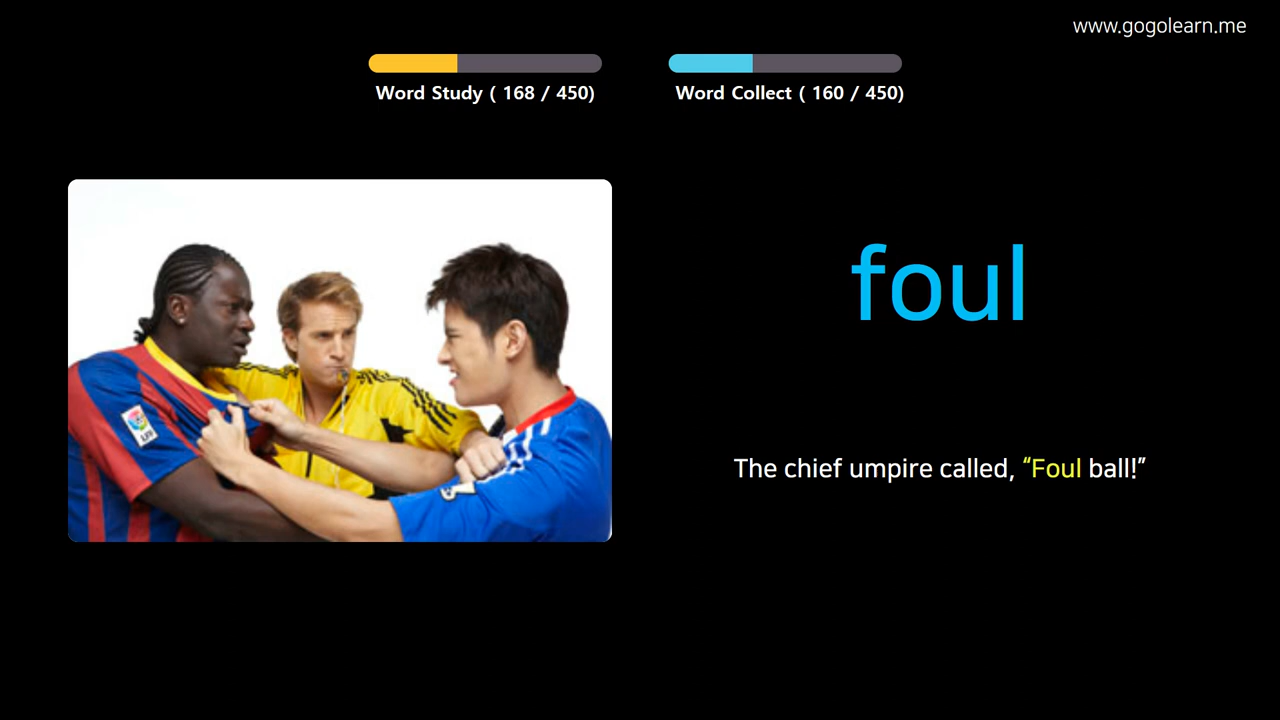 www.gogolearn.me
Word Study ( 168 / 450)
Word Collect ( 160 / 450)
foul
The chief umpire called, “Foul ball!”